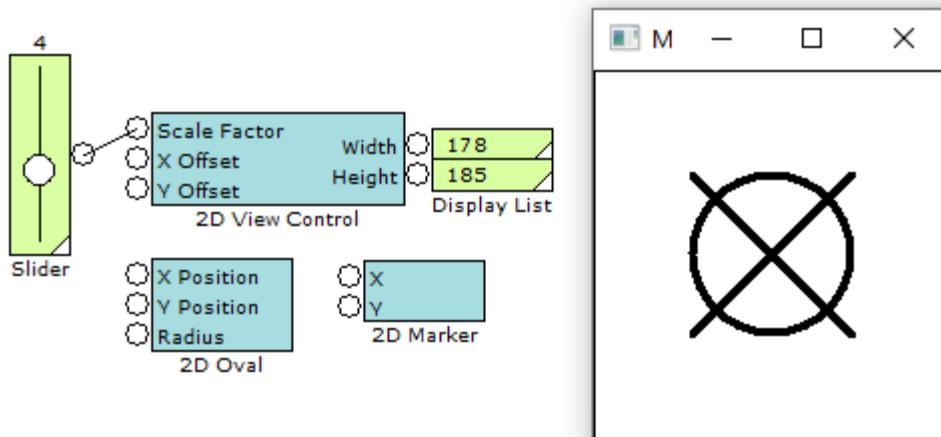 4
Slider
Scale Factor
X Offset
Y Offset
Width
Height
2D View Control
178
185
Display List
X Position
Y Position
Radius
2D Oval
X
Y
2D Marker
M